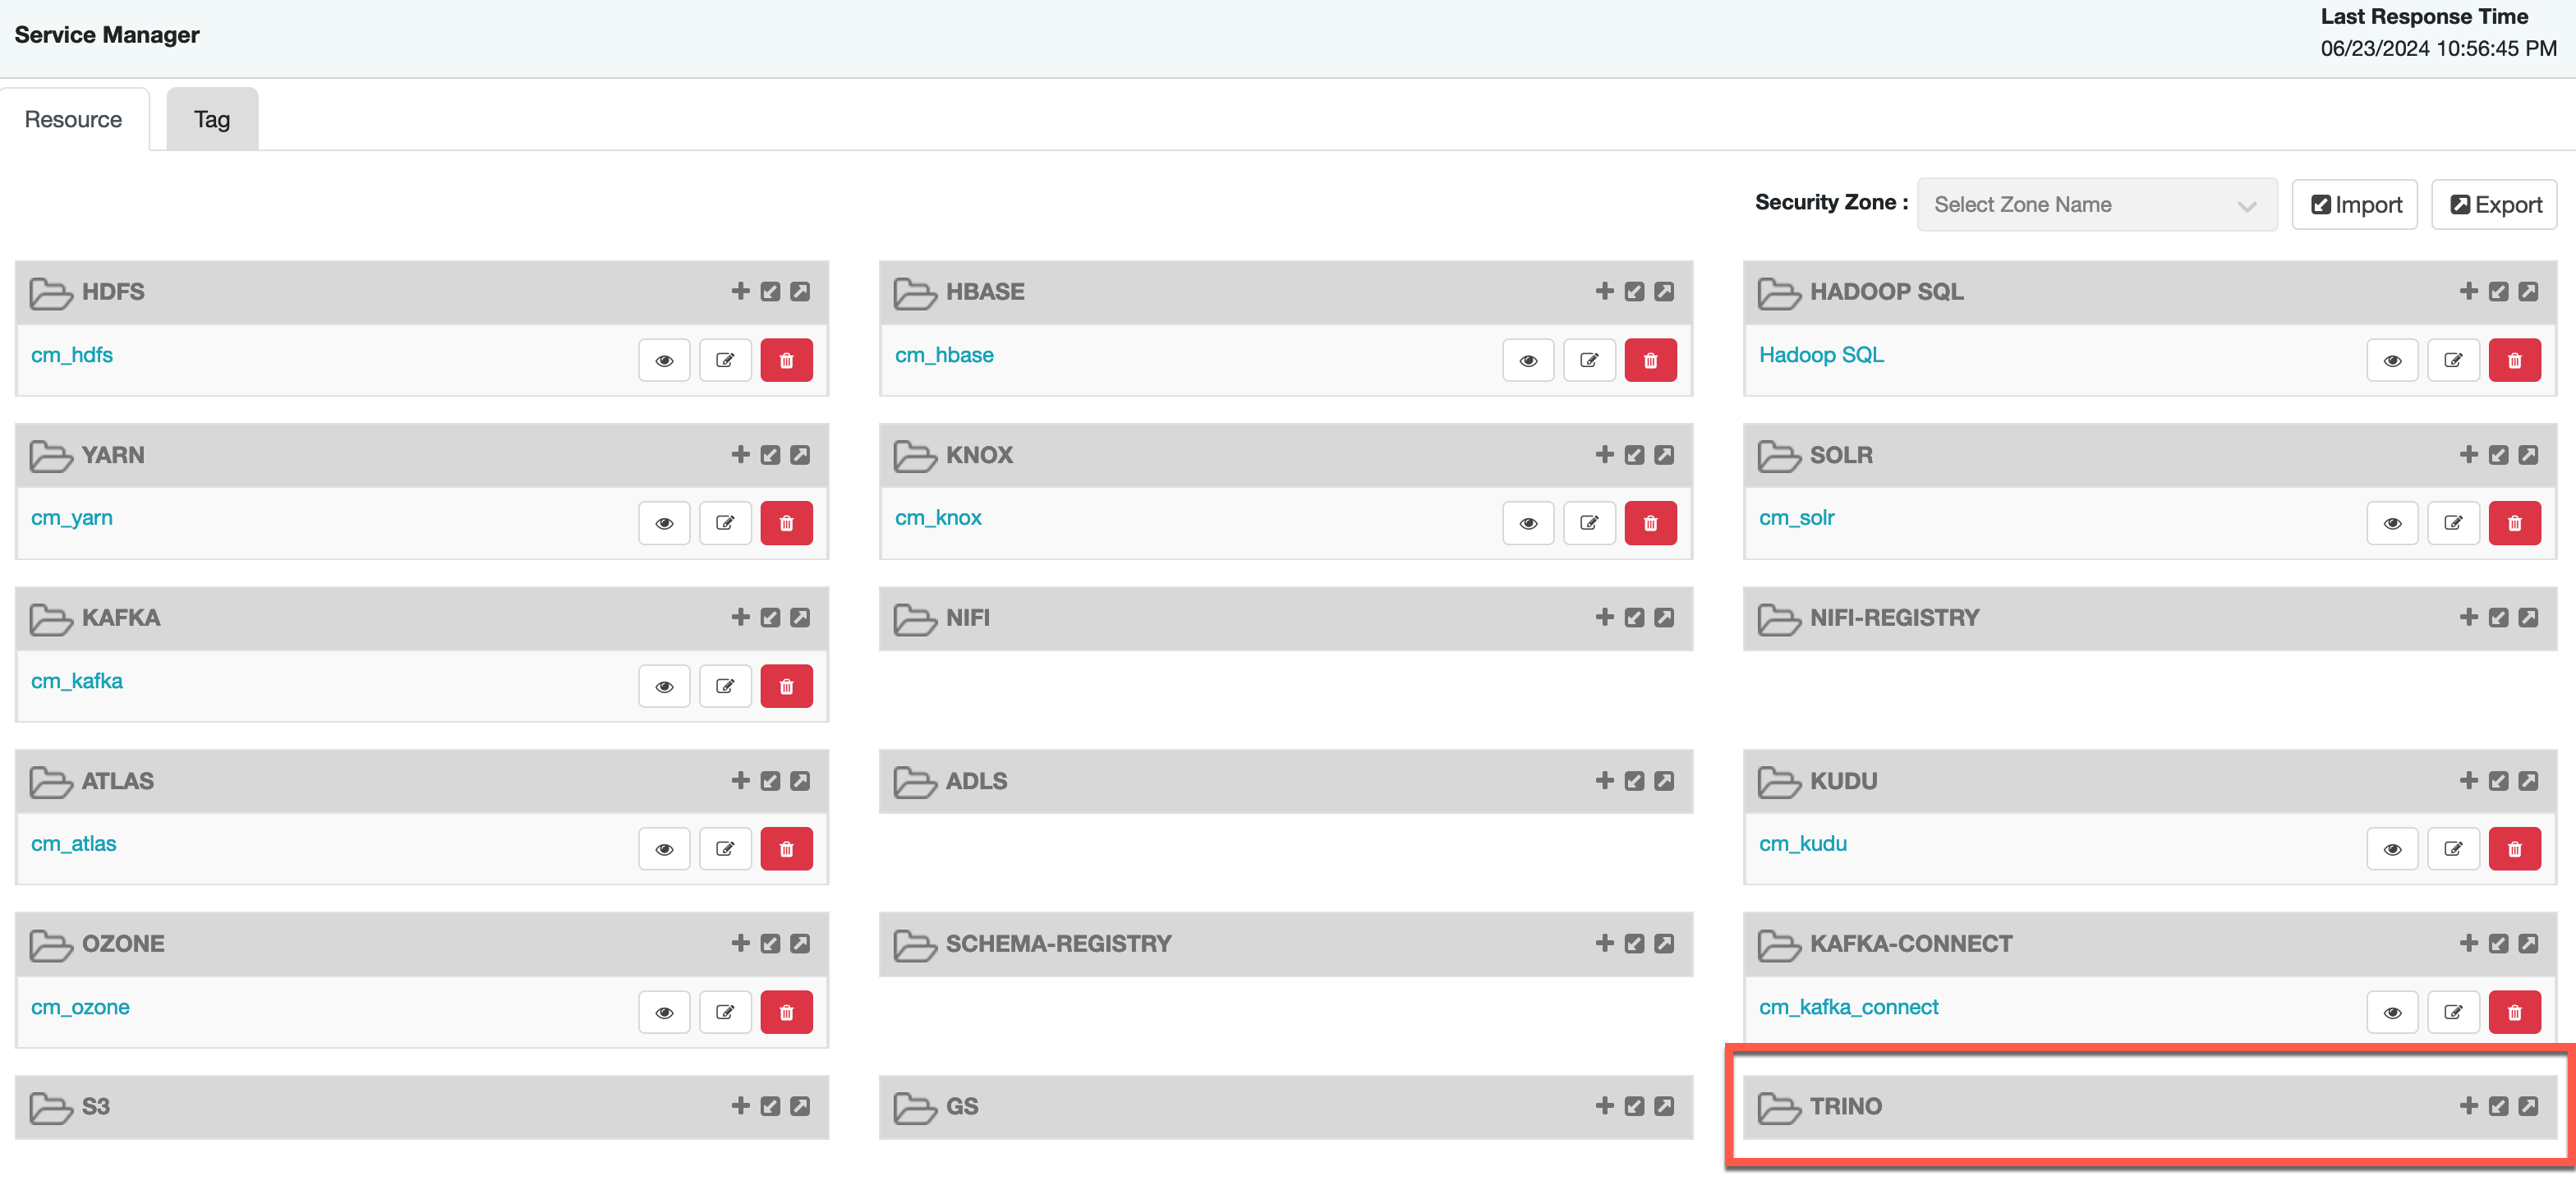 Service Manager
Last Response Time
06/23/2024 10:56:45 PM
Resource
Tag
Security Zone :
Select Zone Name
Import
Export
HDFS
HBASE
HADOOP SQL
cm_hdfs
cm_hbase
Hadoop SQL
YARN
KNOX
SOLR
cm_yarn
cm_knox
cm_solr
KAFKA
NIFI
NIFI-REGISTRY
cm_kafka
ATLAS
ADLS
KUDU
cm_atlas
cm_kudu
OZONE
SCHEMA-REGISTRY
KAFKA-CONNECT
cm_ozone
cm_kafka_connect
S3
GS
TRINO